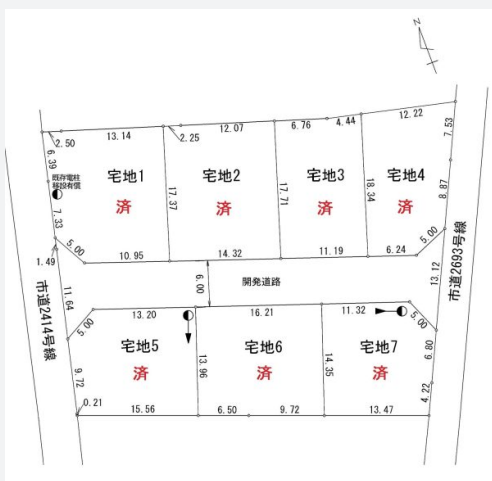 N
12.22
4.44
6.76
12.07
13.14
2.25
2.50
7.53
6.39
既存電柱
移設有償
宅地1
済
宅地2
済
宅地3
済
宅地4
済
17.37
17.71
18.34
8.87
7.33
5.00
5.00
1.49
10.95
14.32
11.19
6.24
6.00
開発道路
13.12
市道2693号線
市道2414号線
11.64
5.00
13.20
16.21
11.32
5.00
宅地5
済
宅地6
済
宅地7
済
13.96
14.35
6.80
9.72
4.22
0.21
15.56
6.50
9.72
13.47